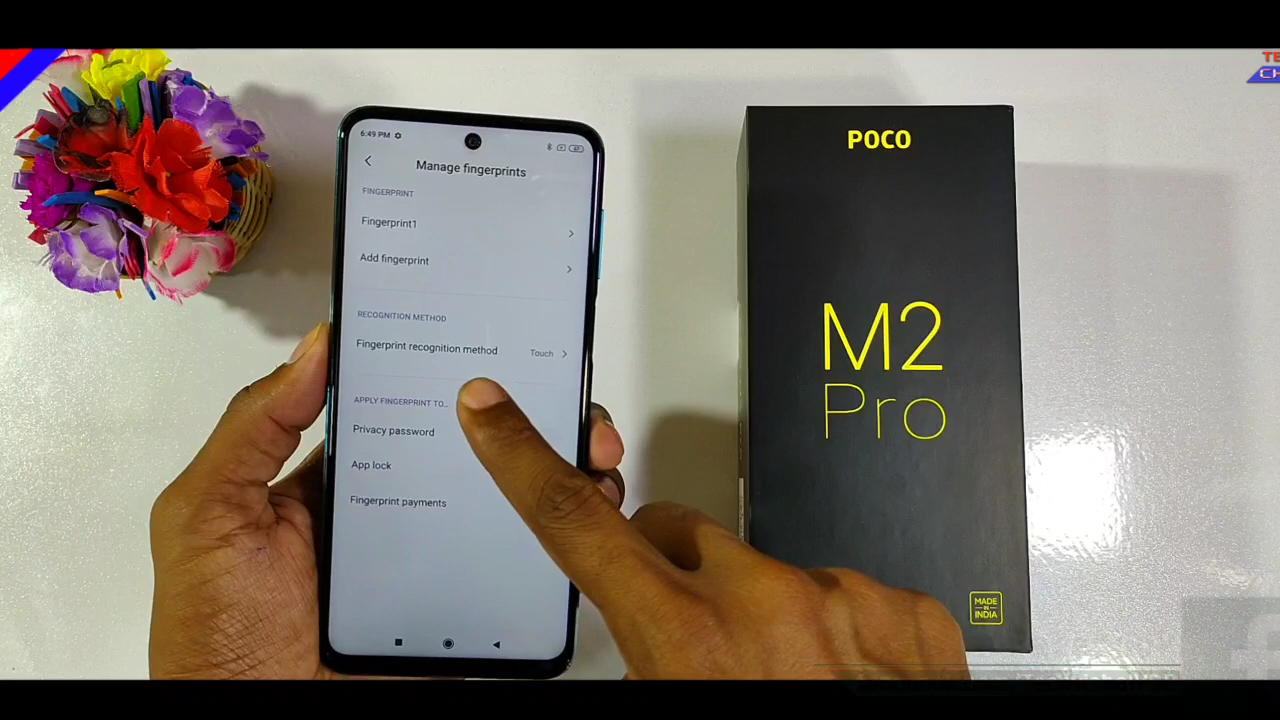 6:49 PM
Manage fingerprints
FINGERPRINT
Fingerprint1
Add fingerprint
RECOGNITION METHOD
Fingerprint recognition method
Touch
APPLY FINGERPRINT TO...
Privacy password
App lock
Fingerprint payments
POCO
M2
Pro
MADE
IN
INDIA